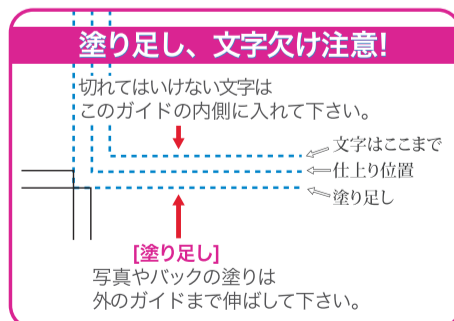 塗り足し、文字欠け注意!
切れてはいけない文字は
このガイドの内側に入れて下さい。
文字はここまで
仕上り位置
塗り足し
[塗り足し]
写真やバックの塗りは
外のガイドまで伸ばして下さい。